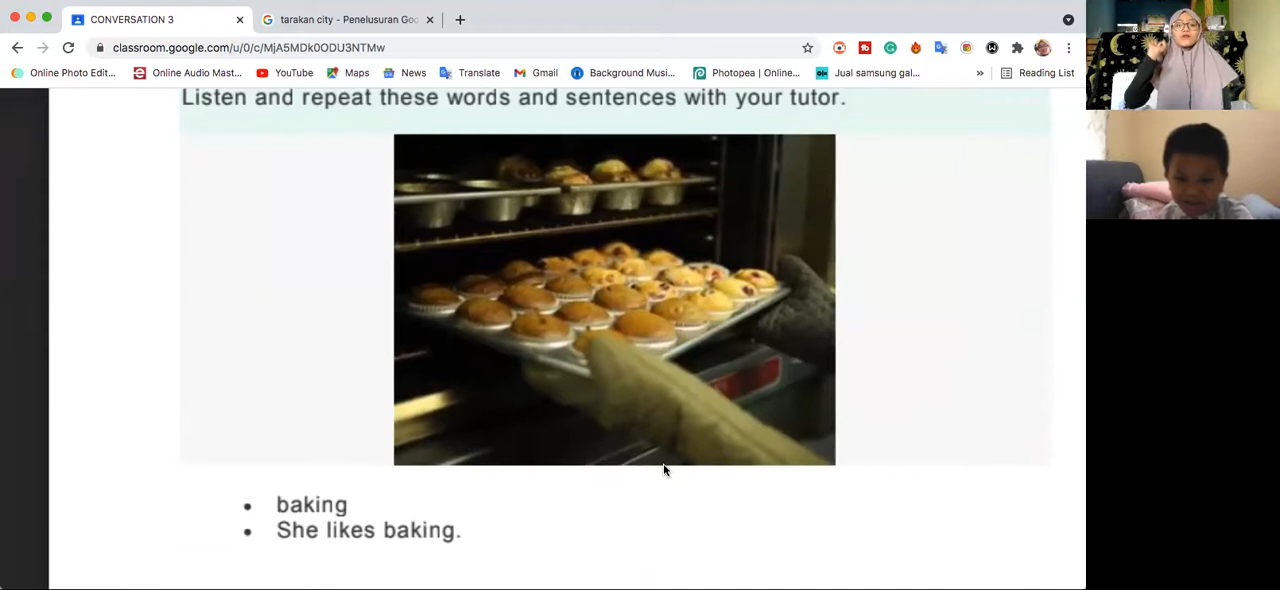 CONVERSATION 3
tarakan city - Penelusuran Goo
classroom.google.com/u/0/c/MjA5MDk0ODU3NTMw
Online Photo Edit... Online Audio Mast... YouTube Maps News Translate Gmail Background Musi... Photopea | Online... Jual samsung gal... » Reading List
Listen and repeat these words and sentences with your tutor.
• baking
• She likes baking.